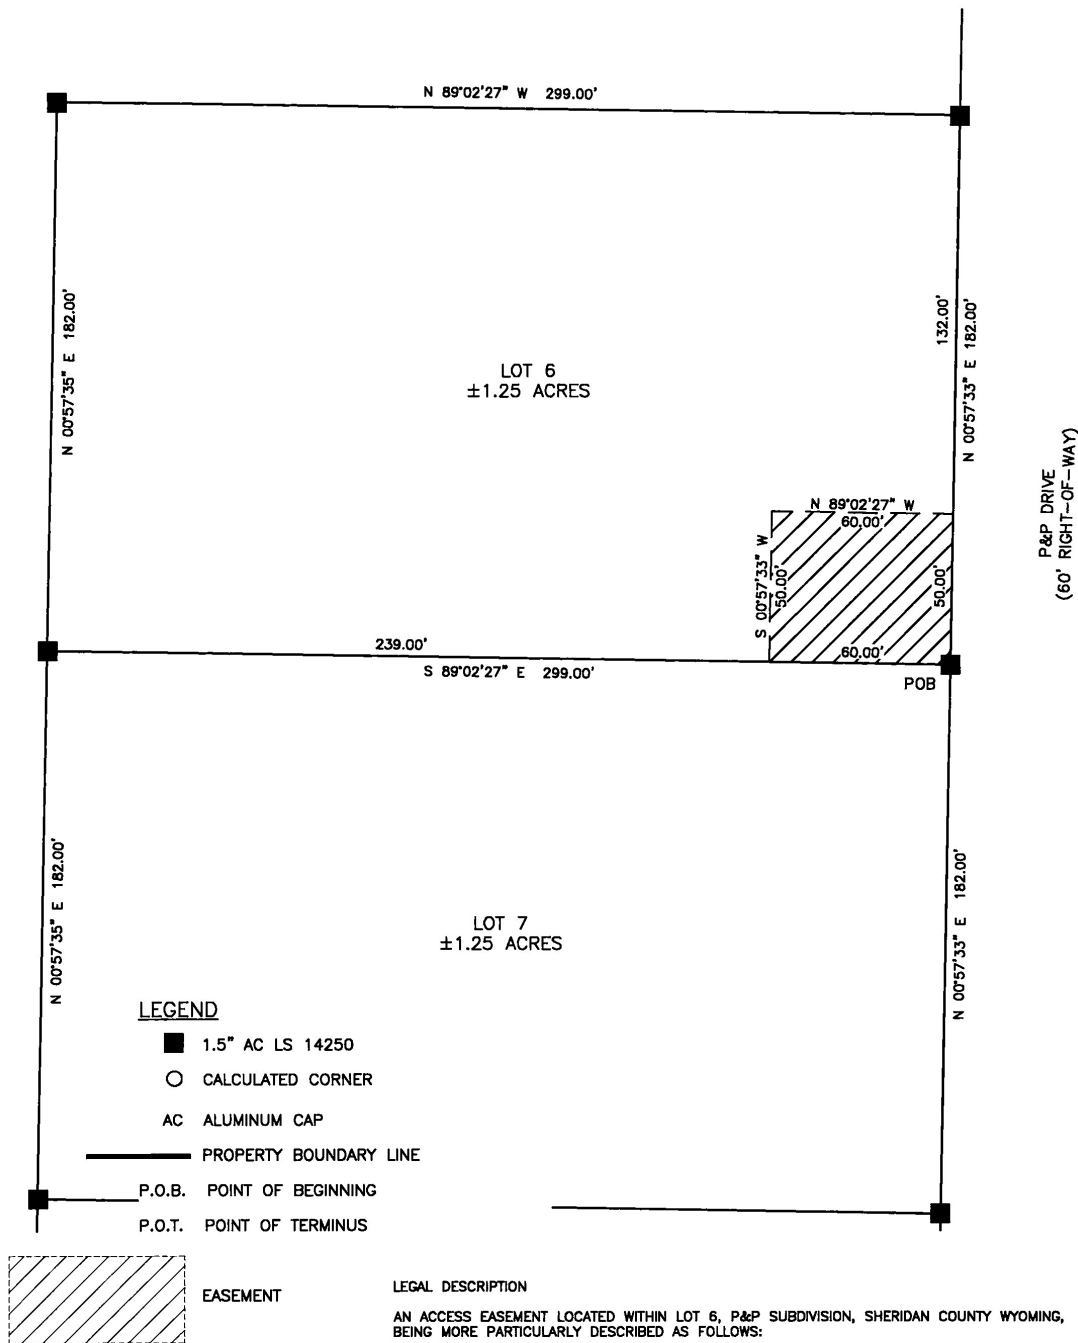 N 89°02'27" W 299.00'
N 00°57'35" E 182.00'
132.00'
N 00°57'33" E 182.00'
LOT 6
±1.25 ACRES
P&P DRIVE
(60' RIGHT-OF-WAY)
N 89°02'27" W
60.00'
S 00°57'33" W
50.00'
50.00'
60.00'
239.00'
S 89°02'27" E 299.00'
POB
N 00°57'35" E 182.00'
N 00°57'33" E 182.00'
LOT 7
±1.25 ACRES
LEGEND
1.5" AC LS 14250
CALCULATED CORNER
AC ALUMINUM CAP
PROPERTY BOUNDARY LINE
P.O.B. POINT OF BEGINNING
P.O.T. POINT OF TERMINUS
EASEMENT
LEGAL DESCRIPTION
AN ACCESS EASEMENT LOCATED WITHIN LOT 6, P&P SUBDIVISION, SHERIDAN COUNTY WYOMING,
BEING MORE PARTICULARLY DESCRIBED AS FOLLOWS: